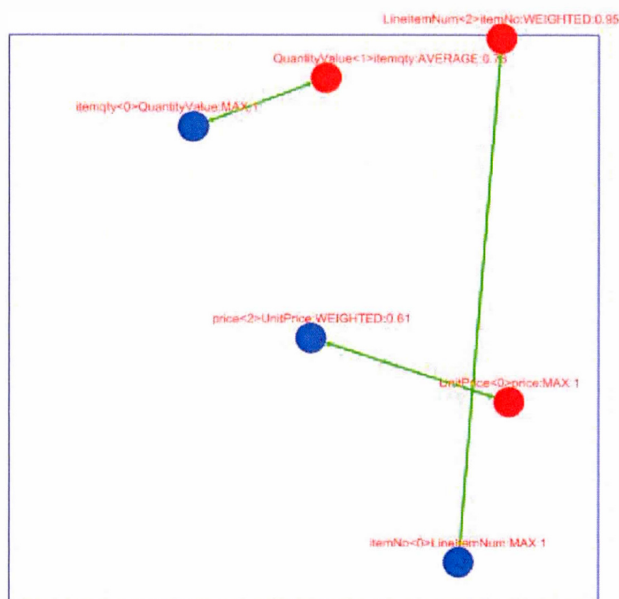 LineItemNum<2>itemNo:WEIGHTED:0.95
QuantityValue<1>itemqty:AVERAGE:0.75
itemqty<0>QuantityValue:MAX:1
price<2>UnitPrice:WEIGHTED:0.61
UnitPrice<0>price:MAX:1
itemNo<0>LineItemNum:MAX:1